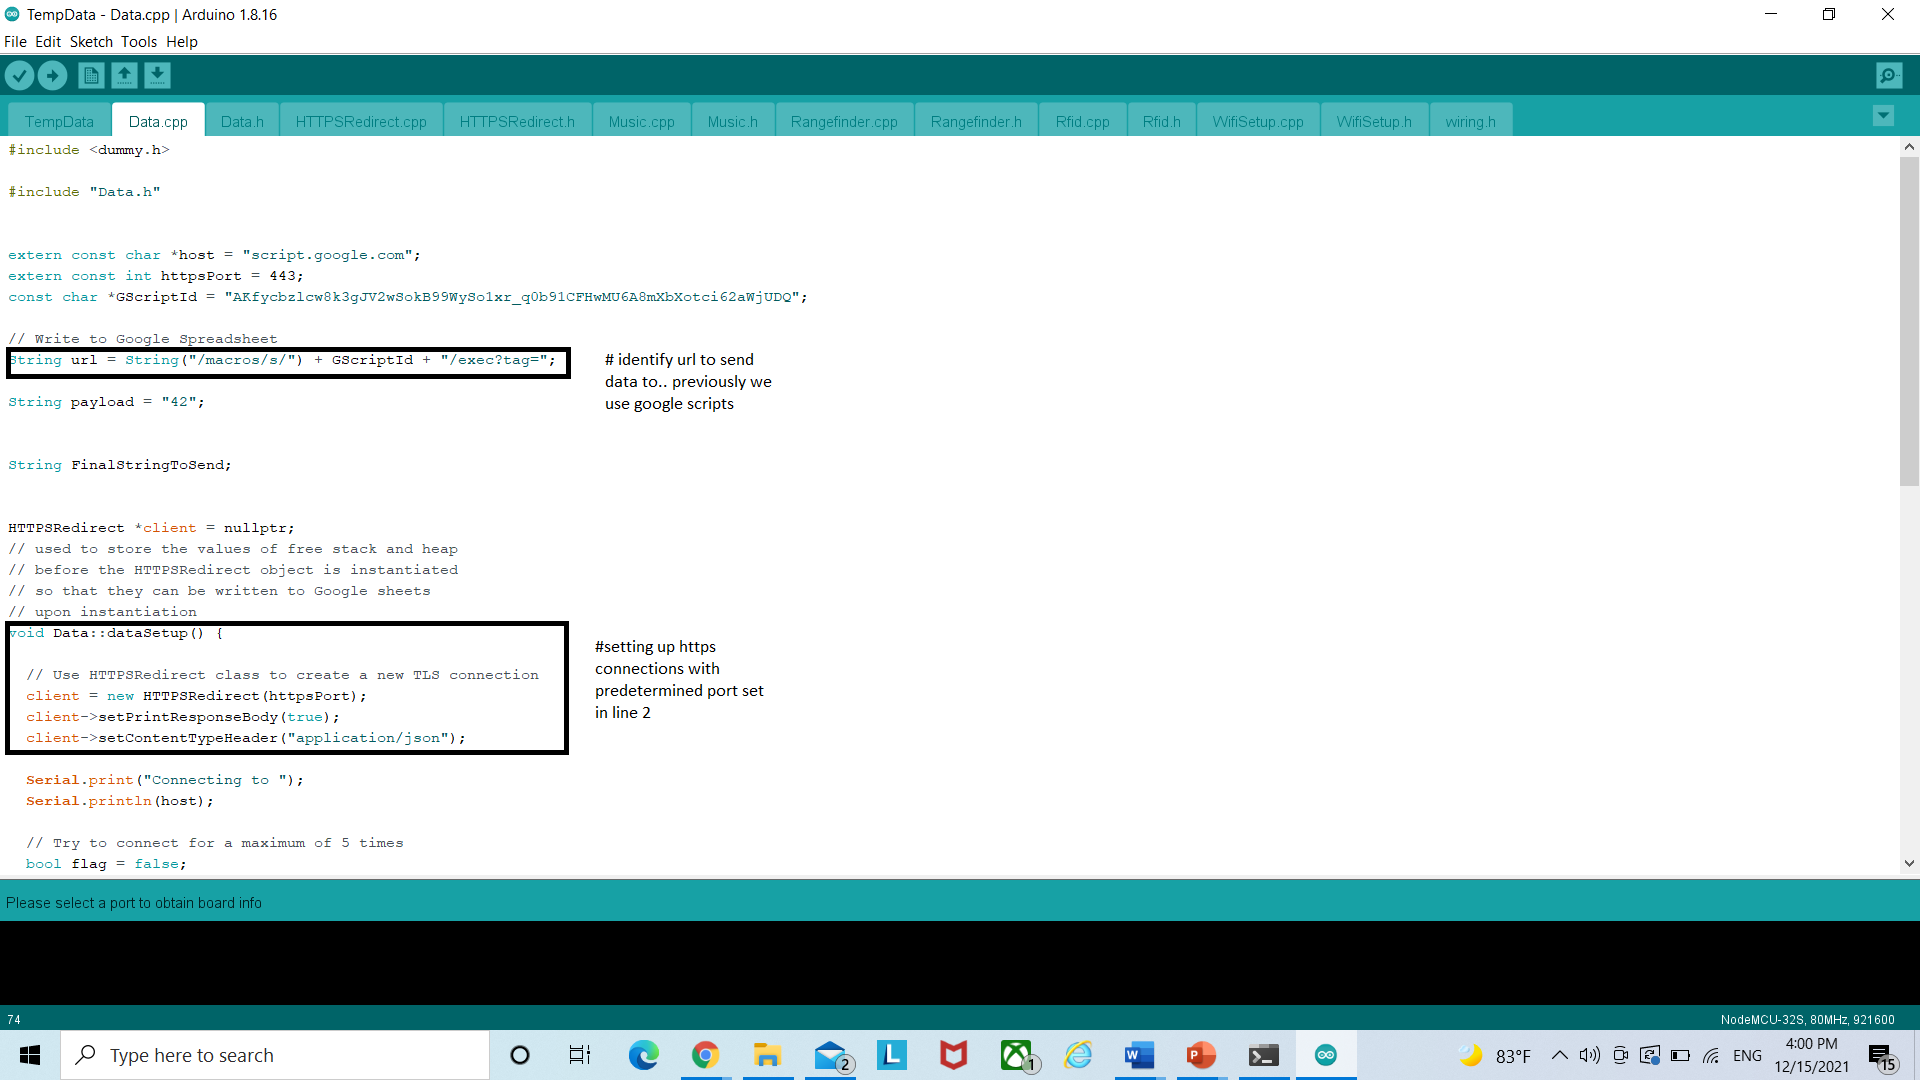 TempData - Data.cpp | Arduino 1.8.16
File Edit Sketch Tools Help
TempData Data.cpp Data.h HTTPSRedirect.cpp HTTPSRedirect.h Music.cpp Music.h Rangefinder.cpp Rangefinder.h Rfid.cpp Rfid.h WifiSetup.cpp WifiSetup.h wiring.h
#include <dummy.h>
#include "Data.h"
extern const char *host = "script.google.com";
extern const int httpsPort = 443;
const char *GScriptId = "AKfycbzlcw8k3gJV2wSokB99WySo1xr_q0b91CFHwMU6A8mXbXotci62aWjUDQ";
// Write to Google Spreadsheet
String url = String("/macros/s/") + GScriptId + "/exec?tag=";
# identify url to send
data to.. previously we
use google scripts
String payload = "42";
String FinalStringToSend;
HTTPSRedirect *client = nullptr;
// used to store the values of free stack and heap
// before the HTTPSRedirect object is instantiated
// so that they can be written to Google sheets
// upon instantiation
void Data::dataSetup() {
// Use HTTPSRedirect class to create a new TLS connection
client = new HTTPSRedirect(httpsPort);
client->setPrintResponseBody(true);
client->setContentTypeHeader("application/json");
#setting up https
connections with
predetermined port set
in line 2
Serial.print("Connecting to ");
Serial.println(host);
// Try to connect for a maximum of 5 times
bool flag = false;
Please select a port to obtain board info
74
NodeMCU-32S, 80MHz, 921600
Type here to search
2
L
1
W
P
83°F
ENG
4:00 PM
12/15/2021
15